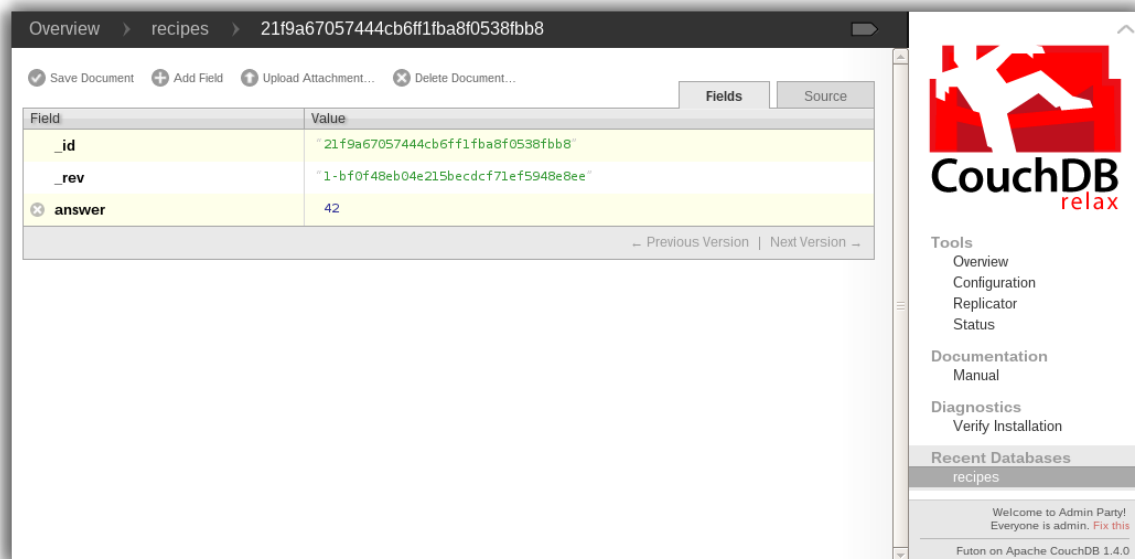 Overview recipes 21f9a67057444cb6ff1fba8f0538fbb8
Save Document Add Field Upload Attachment… Delete Document…
Fields Source
Field Value
_id "21f9a67057444cb6ff1fba8f0538fbb8"
_rev "1-bf0f48eb04e215becdcf71ef5948e8ee"
answer 42
← Previous Version | Next Version →
CouchDB
relax
Tools
Overview
Configuration
Replicator
Status
Documentation
Manual
Diagnostics
Verify Installation
Recent Databases
recipes
Welcome to Admin Party!
Everyone is admin. Fix this
Futon on Apache CouchDB 1.4.0